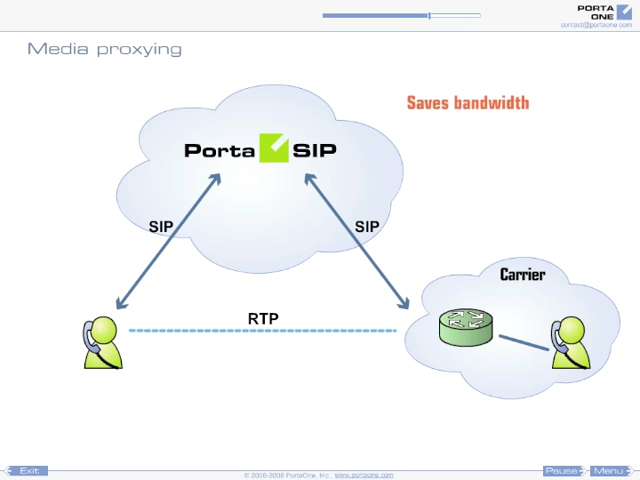 PORTA
ONE
contact@portaone.com
Media proxying
Saves bandwidth
Porta SIP
SIP
SIP
Carrier
RTP
Exit
© 2005-2008 PortaOne, Inc., www.portaone.com
Pause
Menu